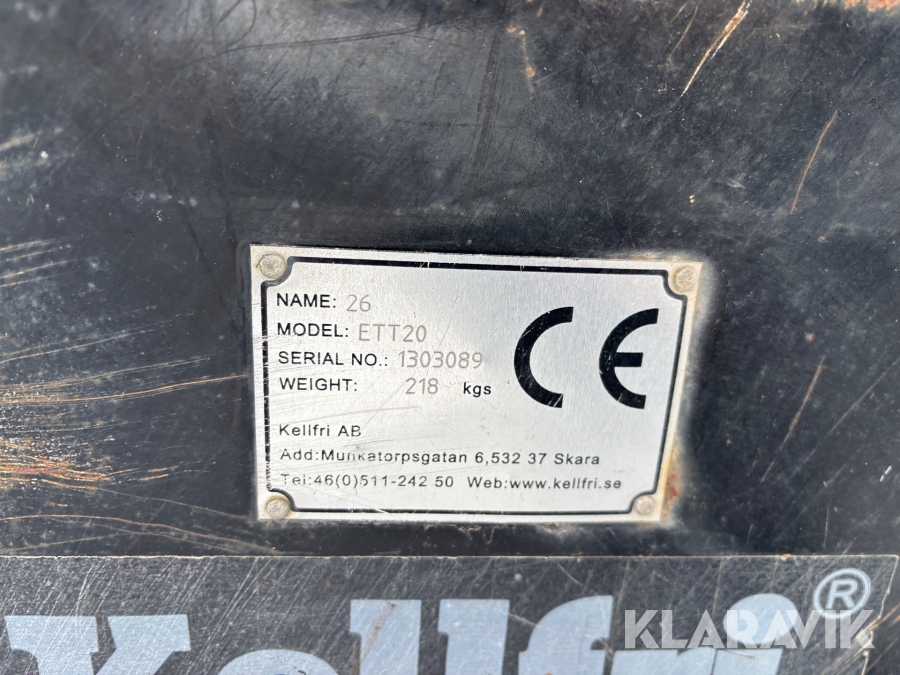 NAME: 26
MODEL: ETT20
SERIAL NO.: 1303089
WEIGHT: 218 kgs
CE
Kellfri AB
Add:Munkatorpsgatan 6,532 37 Skara
Tel:46(0)511-242 50 Web:www.kellfri.se
Kellfri®
KLARAVIK